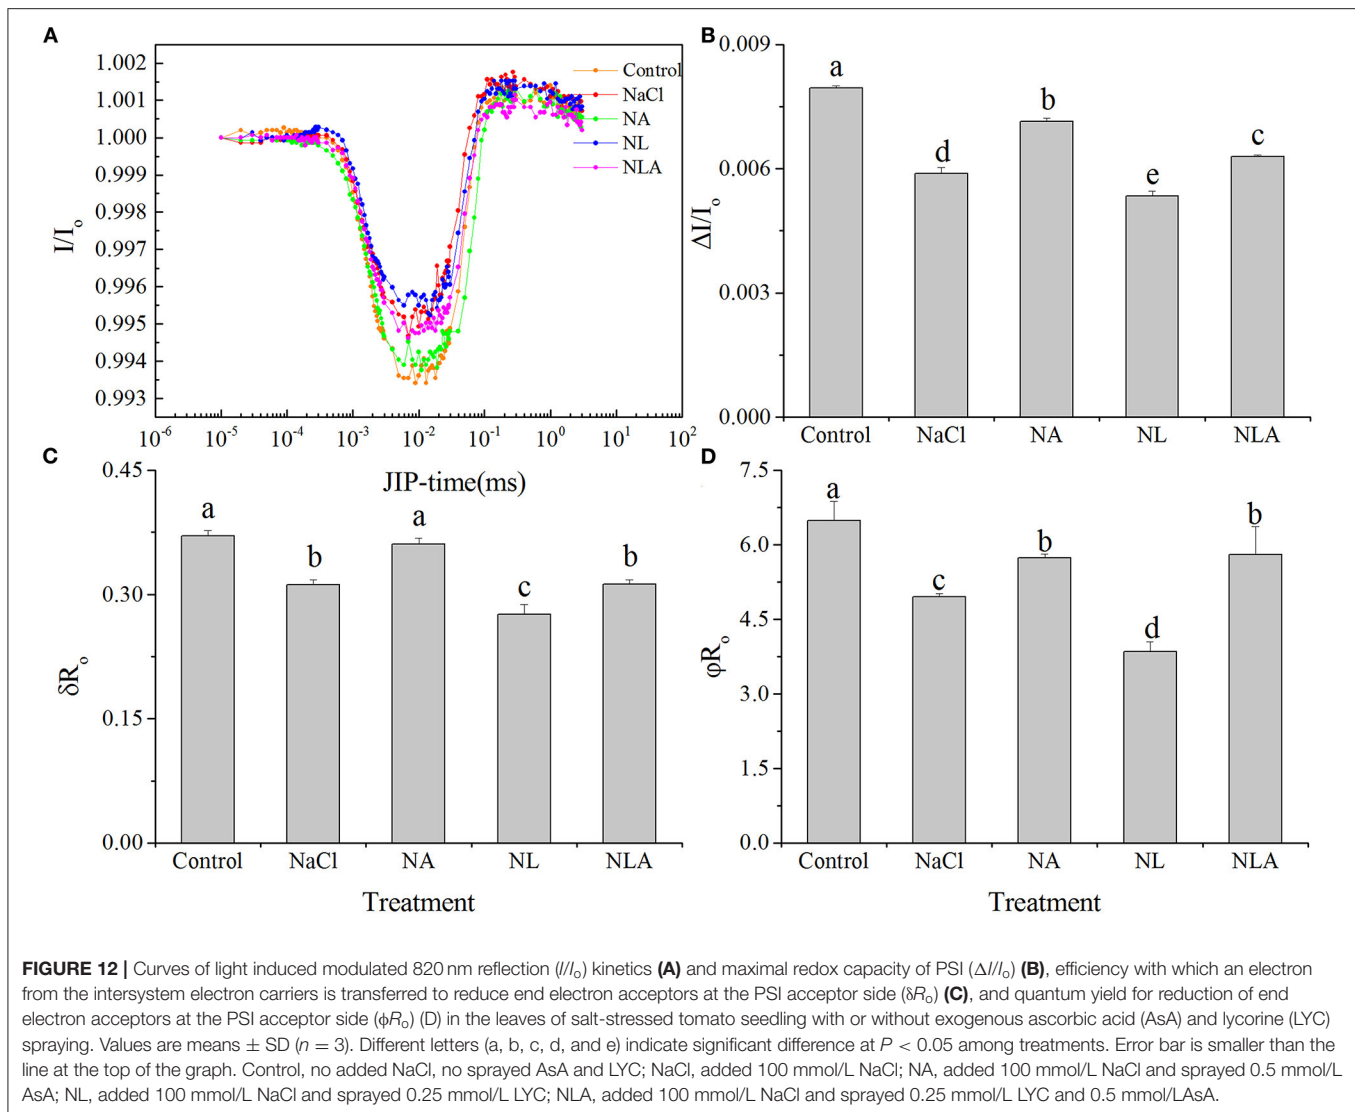 A
1.002
1.001
1.000
0.999
0.998
0.997
0.996
0.995
0.994
0.993
I/Io
Control
NaCl
NA
NL
NLA
10-6 10-5 10-4 10-3 10-2 10-1 100 101 102
JIP-time(ms)
B
0.009
0.006
0.003
0.000
ΔI/Io
a
d
b
e
c
Control NaCl NA NL NLA
C
0.45
0.30
0.15
0.00
δRo
a
b
a
c
b
Control NaCl NA NL NLA
Treatment
D
7.5
6.0
4.5
3.0
1.5
0.0
φRo
a
c
b
d
b
Control NaCl NA NL NLA
Treatment
FIGURE 12 | Curves of light induced modulated 820 nm reflection (I/Io) kinetics (A) and maximal redox capacity of PSI (ΔI/Io) (B), efficiency with which an electron
from the intersystem electron carriers is transferred to reduce end electron acceptors at the PSI acceptor side (δRo) (C), and quantum yield for reduction of end
electron acceptors at the PSI acceptor side (ϕRo) (D) in the leaves of salt-stressed tomato seedling with or without exogenous ascorbic acid (AsA) and lycorine (LYC)
spraying. Values are means ± SD (n = 3). Different letters (a, b, c, d, and e) indicate significant difference at P < 0.05 among treatments. Error bar is smaller than the
line at the top of the graph. Control, no added NaCl, no sprayed AsA and LYC; NaCl, added 100 mmol/L NaCl; NA, added 100 mmol/L NaCl and sprayed 0.5 mmol/L
AsA; NL, added 100 mmol/L NaCl and sprayed 0.25 mmol/L LYC; NLA, added 100 mmol/L NaCl and sprayed 0.25 mmol/L LYC and 0.5 mmol/LAsA.